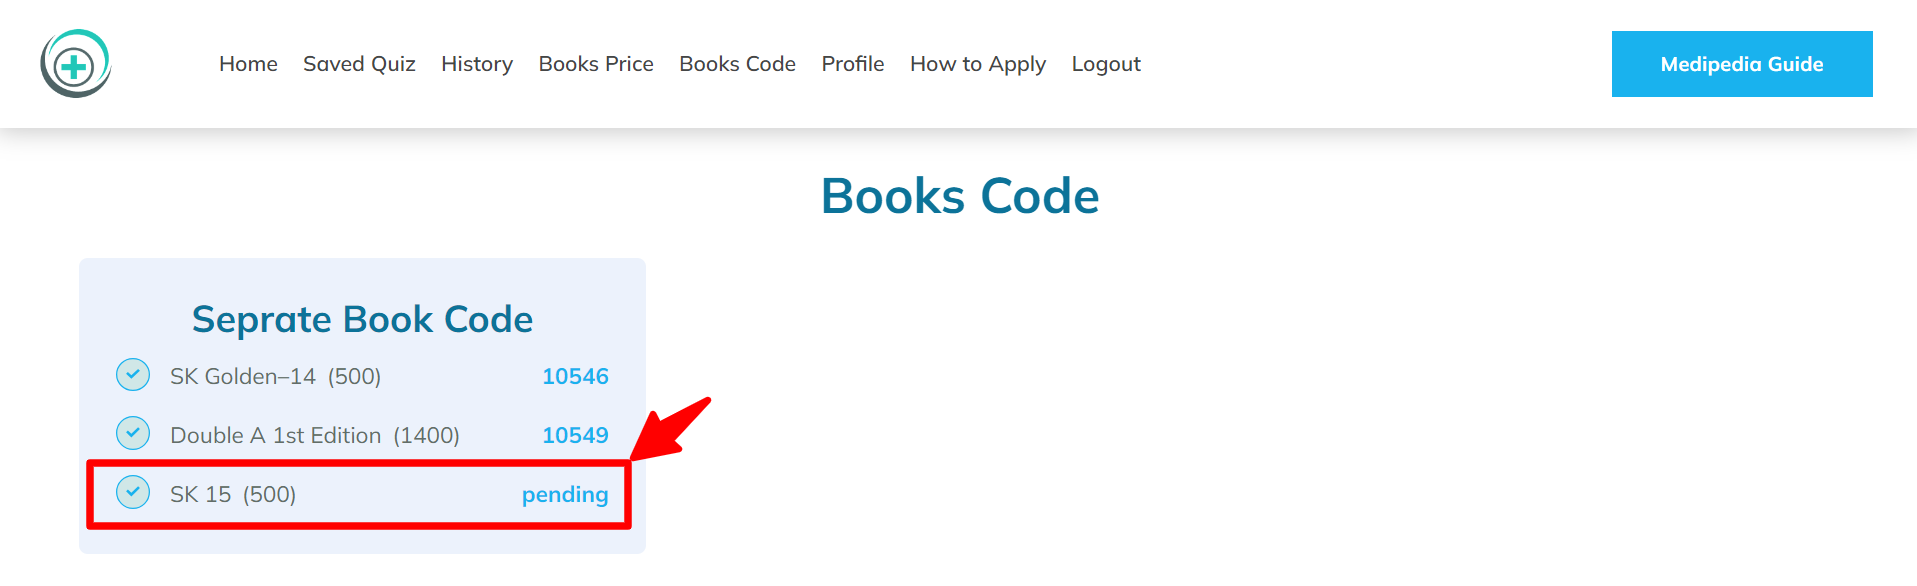 Home Saved Quiz History Books Price Books Code Profile How to Apply Logout Medipedia Guide
Books Code
Seprate Book Code
SK Golden–14 (500) 10546
Double A 1st Edition (1400) 10549
SK 15 (500) pending